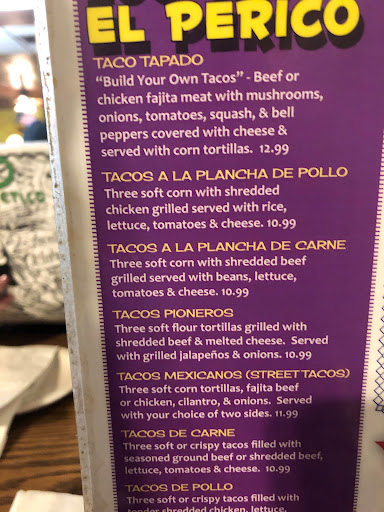 EL PERICO
TACO TAPADO
"Build Your Own Tacos" - Beef or
chicken fajita meat with mushrooms,
onions, tomatoes, squash, & bell
peppers covered with cheese &
served with corn tortillas. 12.99
TACOS A LA PLANCHA DE POLLO
Three soft corn with shredded
chicken grilled served with rice,
lettuce, tomatoes & cheese. 10.99
TACOS A LA PLANCHA DE CARNE
Three soft corn with shredded beef
grilled served with beans, lettuce,
tomatoes & cheese. 10.99
TACOS PIONEROS
Three soft flour tortillas grilled with
shredded beef & melted cheese. Served
with grilled jalapeños & onions. 10.99
TACOS MEXICANOS (STREET TACOS)
Three soft corn tortillas, fajita beef
or chicken, cilantro, & onions. Served
with your choice of two sides. 11.99
TACOS DE CARNE
Three soft or crispy tacos filled with
seasoned ground beef or shredded beef,
lettuce, tomatoes & cheese. 10.99
TACOS DE POLLO
Three soft or crispy tacos filled with
tender shredded chicken, lettuce,